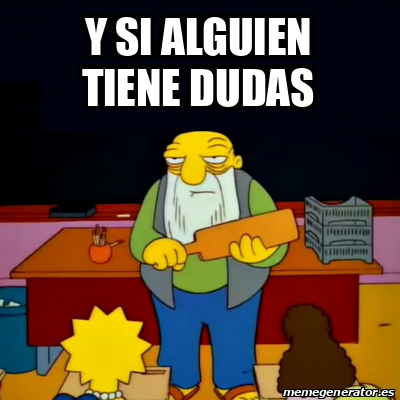 Y SI ALGUIEN
TIENE DUDAS
memegenerator.es